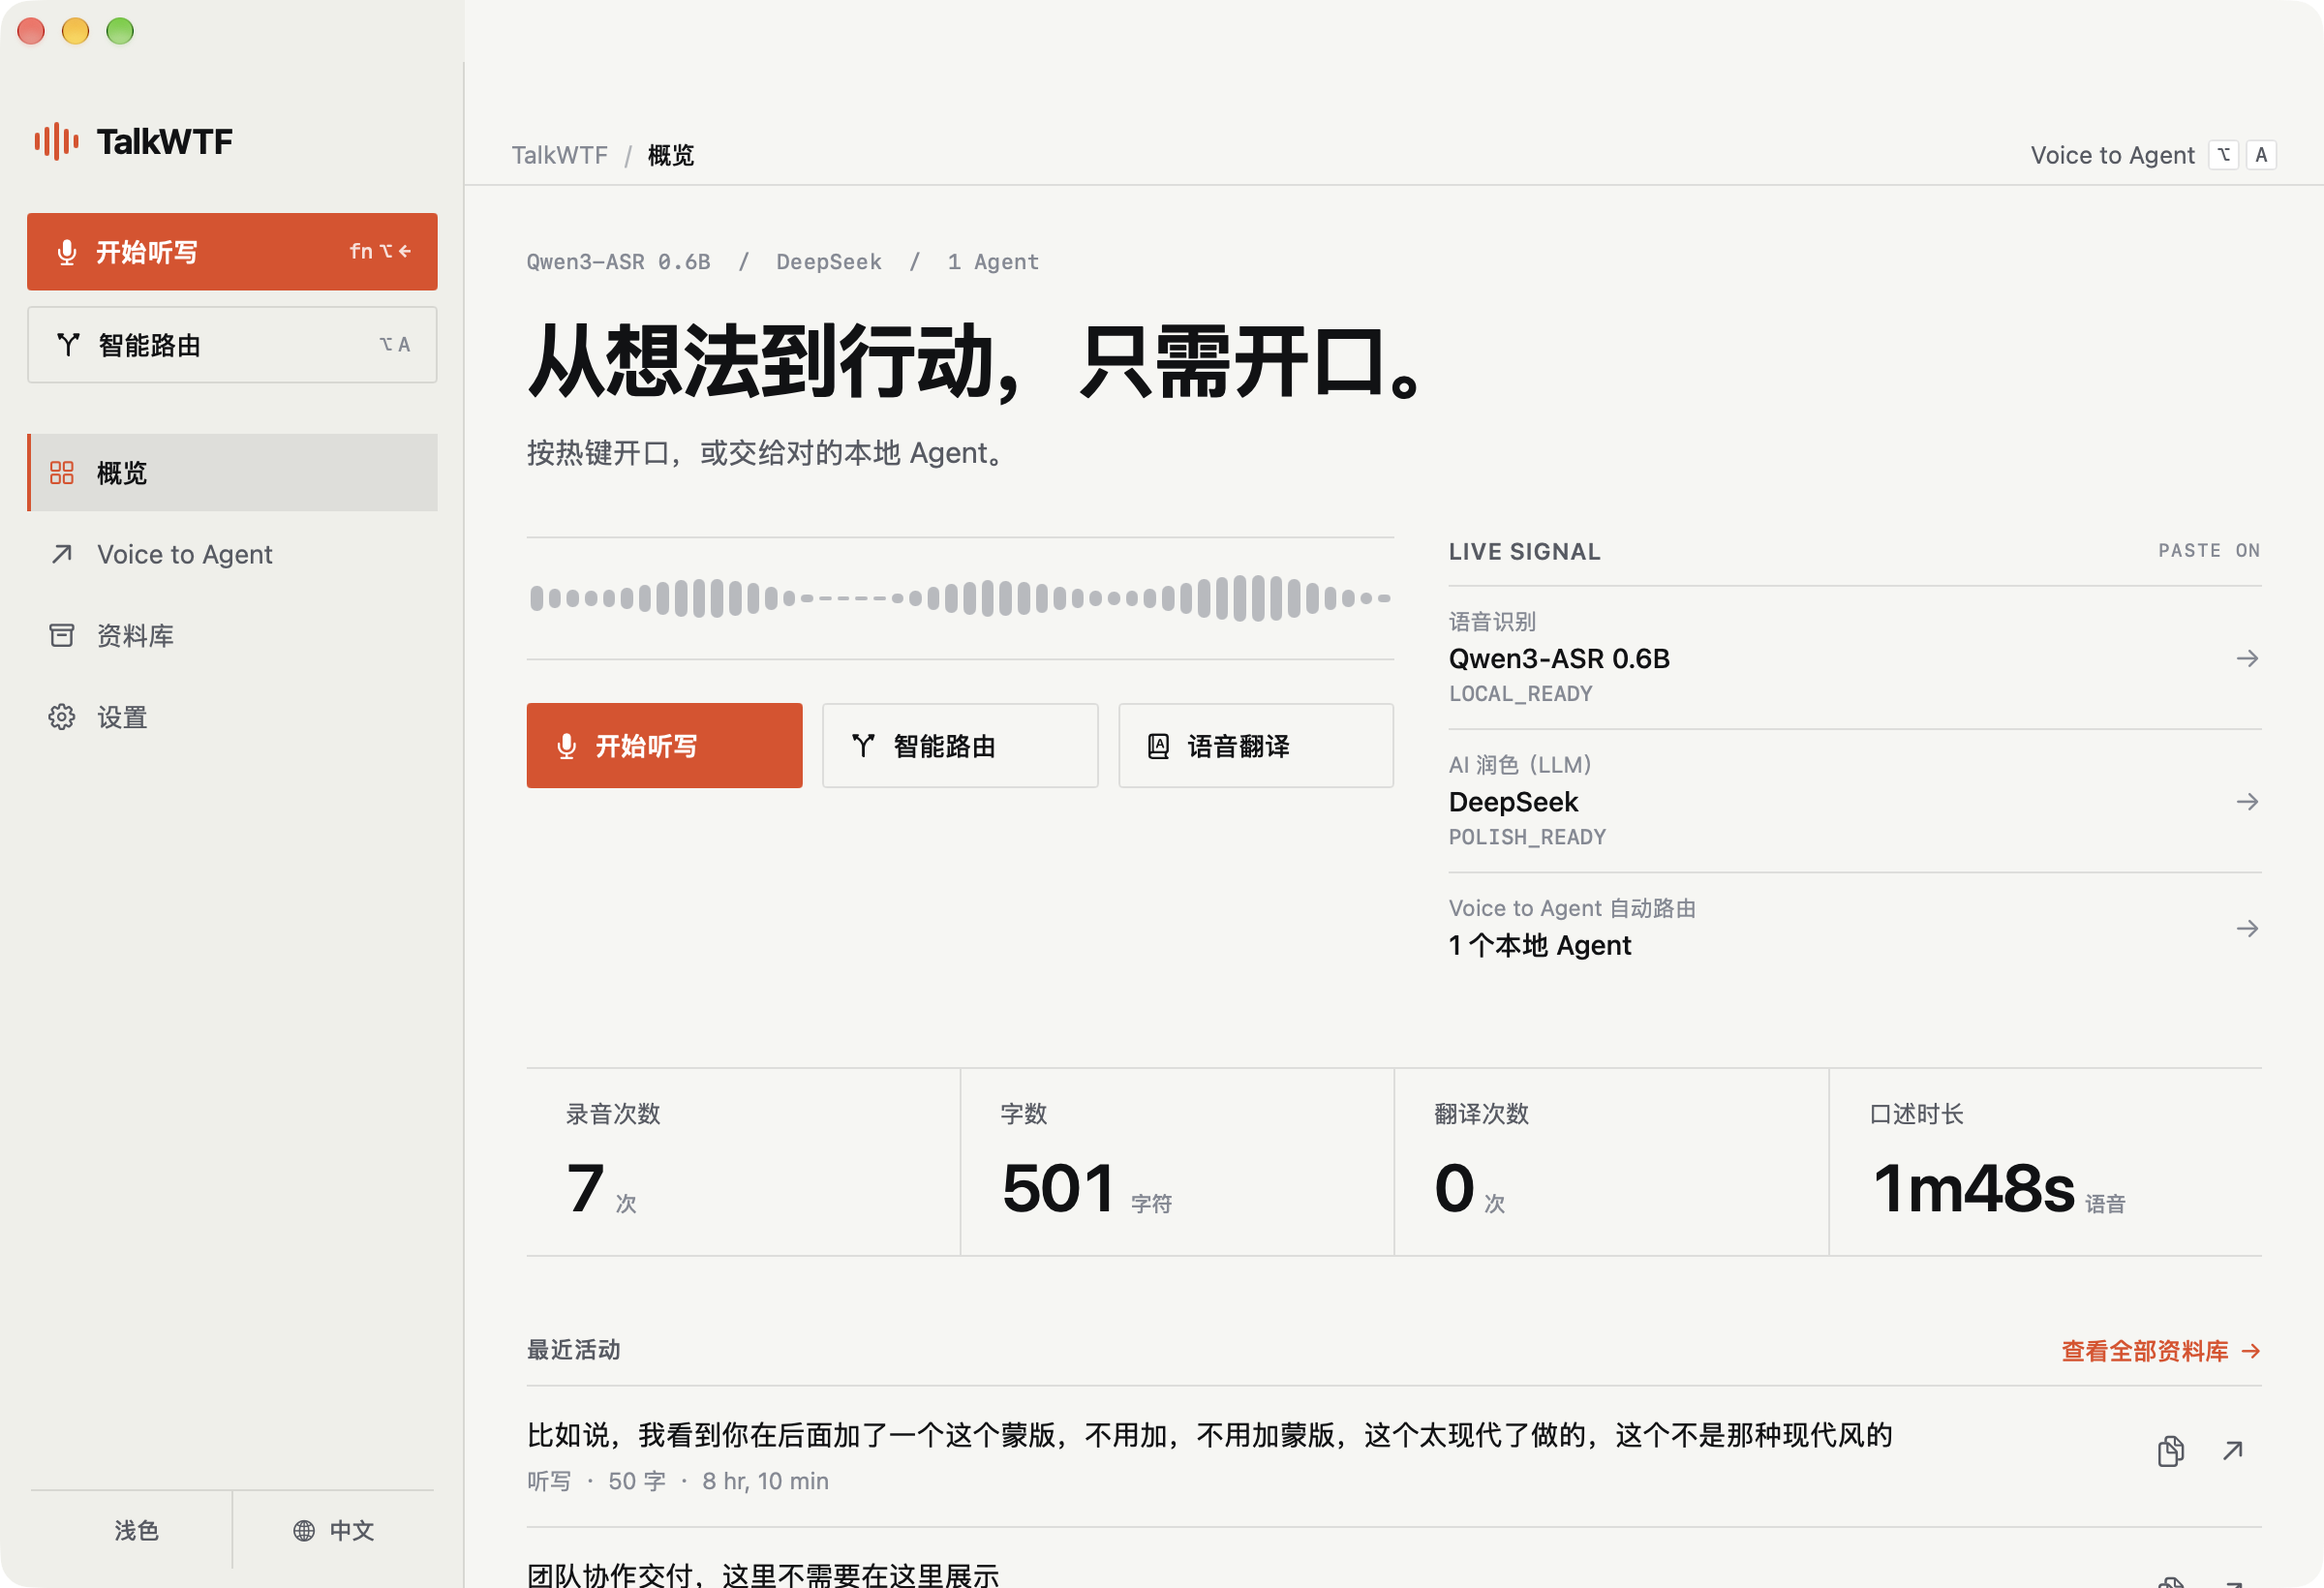 TalkWTF
开始听写 fn ⌥ ←
智能路由 ⌥ A
概览
Voice to Agent
资料库
设置
浅色
中文
TalkWTF / 概览
Voice to Agent ⌥ A
Qwen3-ASR 0.6B / DeepSeek / 1 Agent
从想法到行动，只需开口。
按热键开口，或交给对的本地 Agent。
开始听写
智能路由
语音翻译
LIVE SIGNAL PASTE ON
语音识别
Qwen3-ASR 0.6B
LOCAL_READY
AI 润色 (LLM)
DeepSeek
POLISH_READY
Voice to Agent 自动路由
1 个本地 Agent
录音次数
7 次
字数
501 字符
翻译次数
0 次
口述时长
1m48s 语音
最近活动
查看全部资料库 →
比如说，我看到你在后面加了一个这个蒙版，不用加，不用加蒙版，这个太现代了做的，这个不是那种现代风的
听写 · 50 字 · 8 hr, 10 min
团队协作交付，这里不需要在这里展示